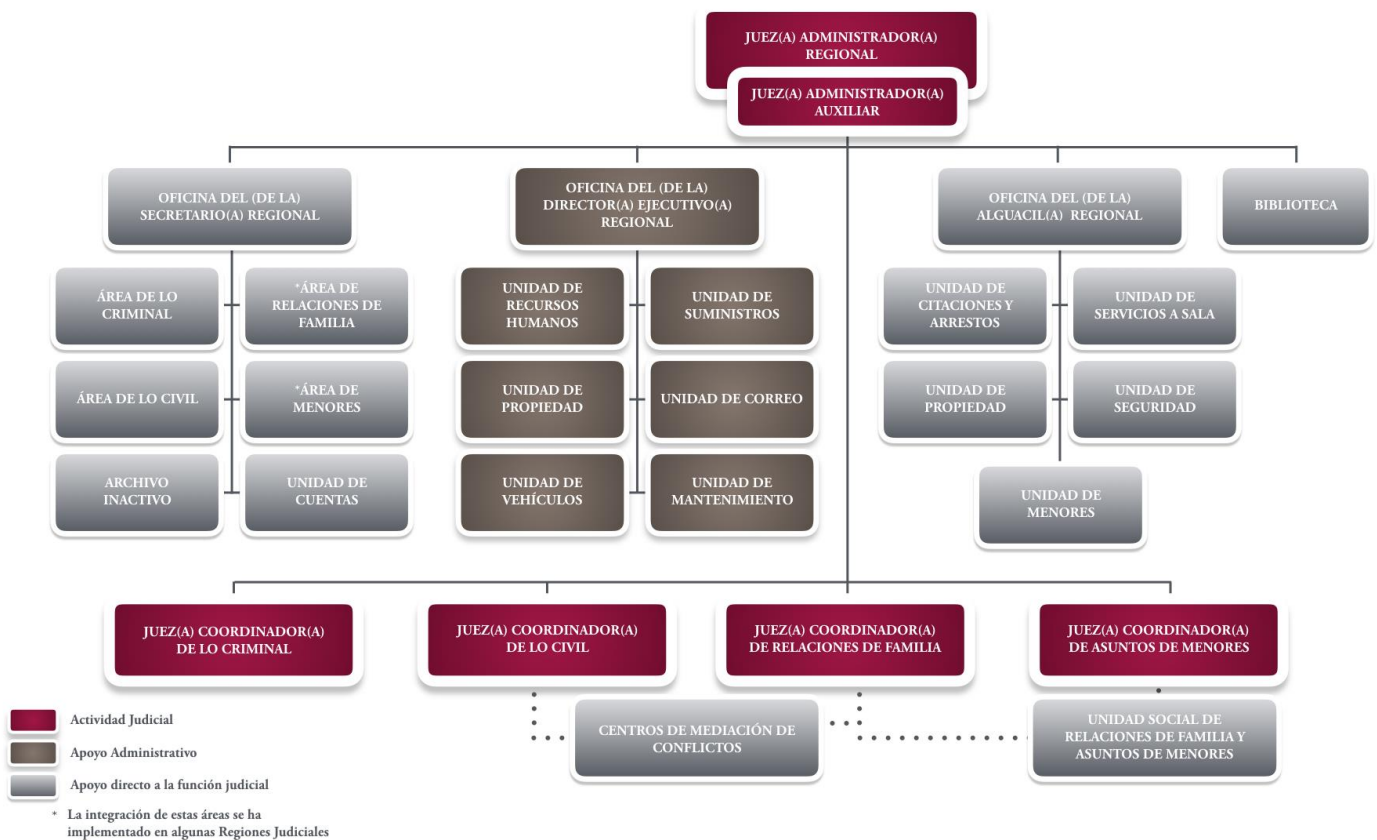 JUEZ(A) ADMINISTRADOR(A)
REGIONAL
JUEZ(A) ADMINISTRADOR(A)
AUXILIAR
OFICINA DEL (DE LA)
SECRETARIO(A) REGIONAL
OFICINA DEL (DE LA)
DIRECTOR(A) EJECUTIVO(A)
REGIONAL
OFICINA DEL (DE LA)
ALGUACIL(A) REGIONAL
BIBLIOTECA
ÁREA DE LO
CRIMINAL
*ÁREA DE
RELACIONES DE
FAMILIA
ÁREA DE LO CIVIL
*ÁREA DE
MENORES
ARCHIVO
INACTIVO
UNIDAD DE
CUENTAS
UNIDAD DE
RECURSOS
HUMANOS
UNIDAD DE
SUMINISTROS
UNIDAD DE
PROPIEDAD
UNIDAD DE CORREO
UNIDAD DE
VEHÍCULOS
UNIDAD DE
MANTENIMIENTO
UNIDAD DE
CITACIONES Y
ARRESTOS
UNIDAD DE
SERVICIOS A SALA
UNIDAD DE
PROPIEDAD
UNIDAD DE
SEGURIDAD
UNIDAD DE
MENORES
JUEZ(A) COORDINADOR(A)
DE LO CRIMINAL
JUEZ(A) COORDINADOR(A)
DE LO CIVIL
JUEZ(A) COORDINADOR(A)
DE RELACIONES DE FAMILIA
JUEZ(A) COORDINADOR(A)
DE ASUNTOS DE MENORES
CENTROS DE MEDIACIÓN DE
CONFLICTOS
UNIDAD SOCIAL DE
RELACIONES DE FAMILIA Y
ASUNTOS DE MENORES
Actividad Judicial
Apoyo Administrativo
Apoyo directo a la función judicial
* La integración de estas áreas se ha
implementado en algunas Regiones Judiciales